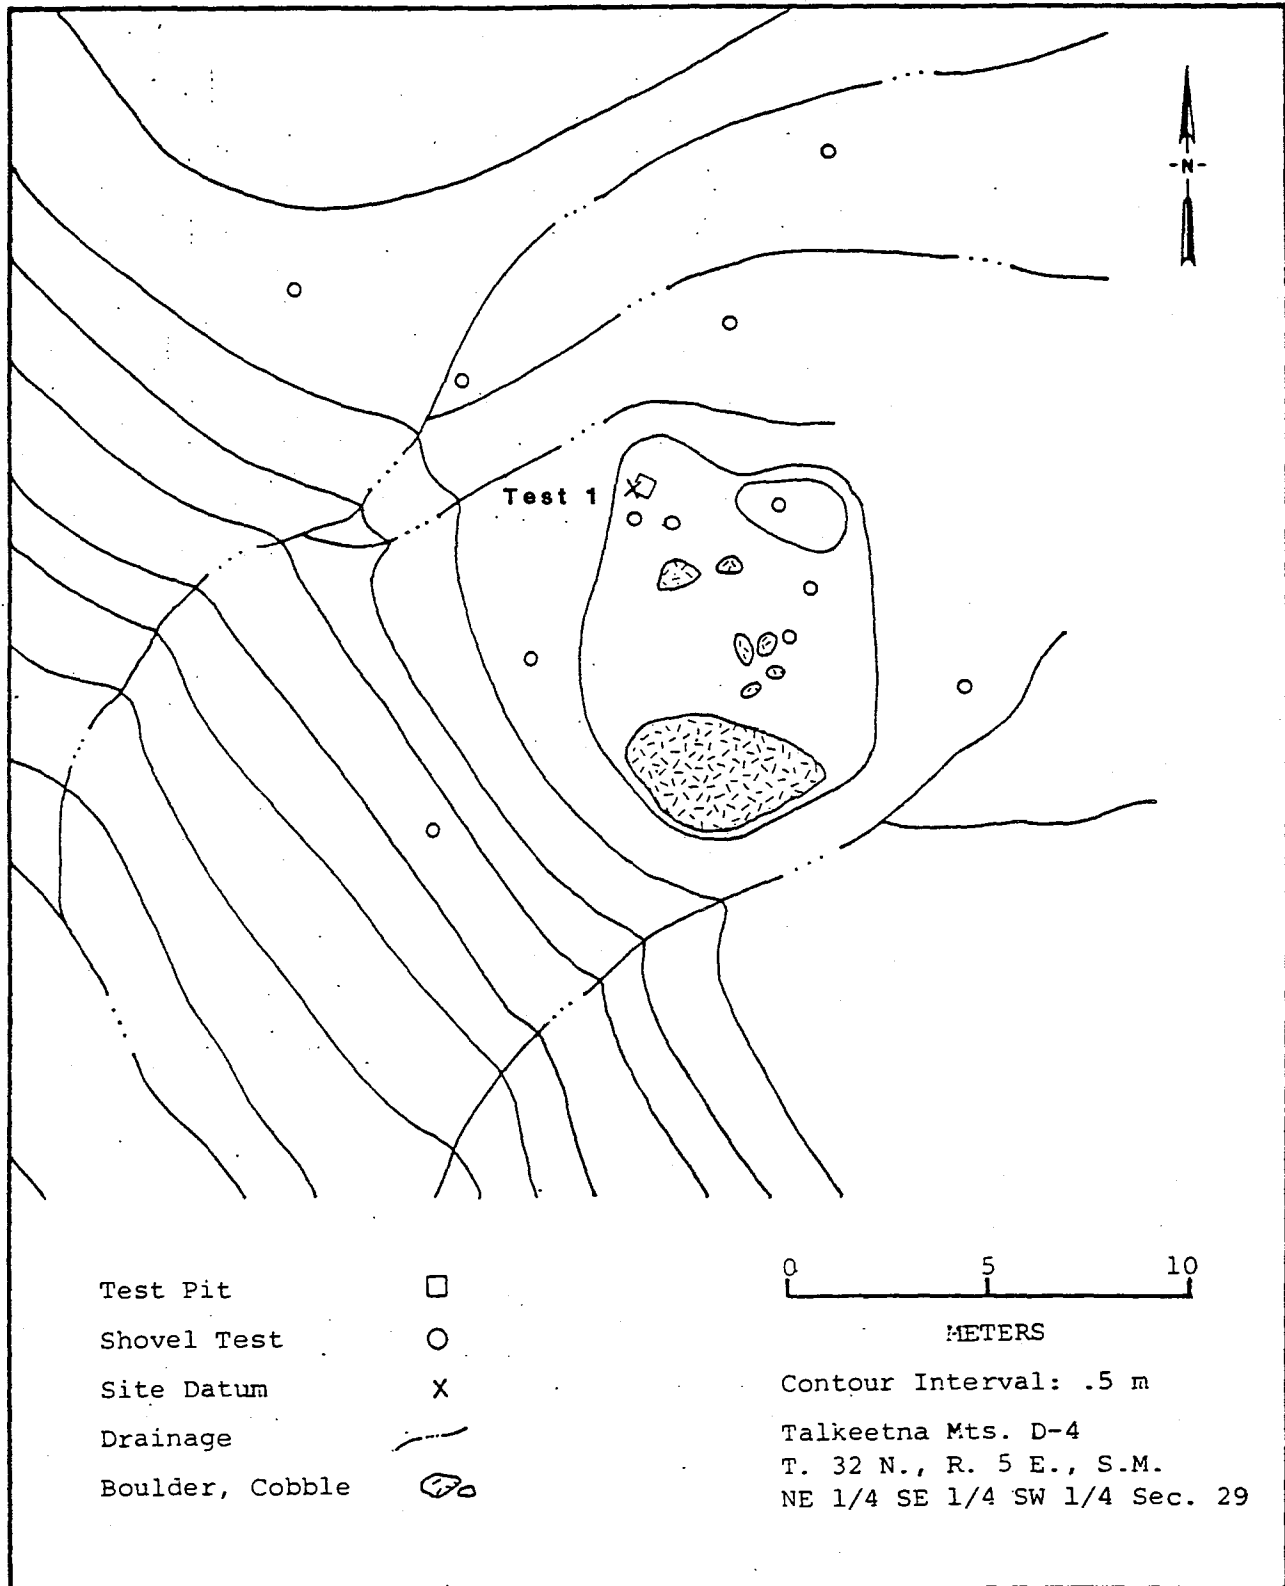 -N-
Test 1
Test Pit
Shovel Test
Site Datum
Drainage
Boulder, Cobble
0 5 10
METERS
Contour Interval: .5 m
Talkeetna Mts. D-4
T. 32 N., R. 5 E., S.M.
NE 1/4 SE 1/4 SW 1/4 Sec. 29